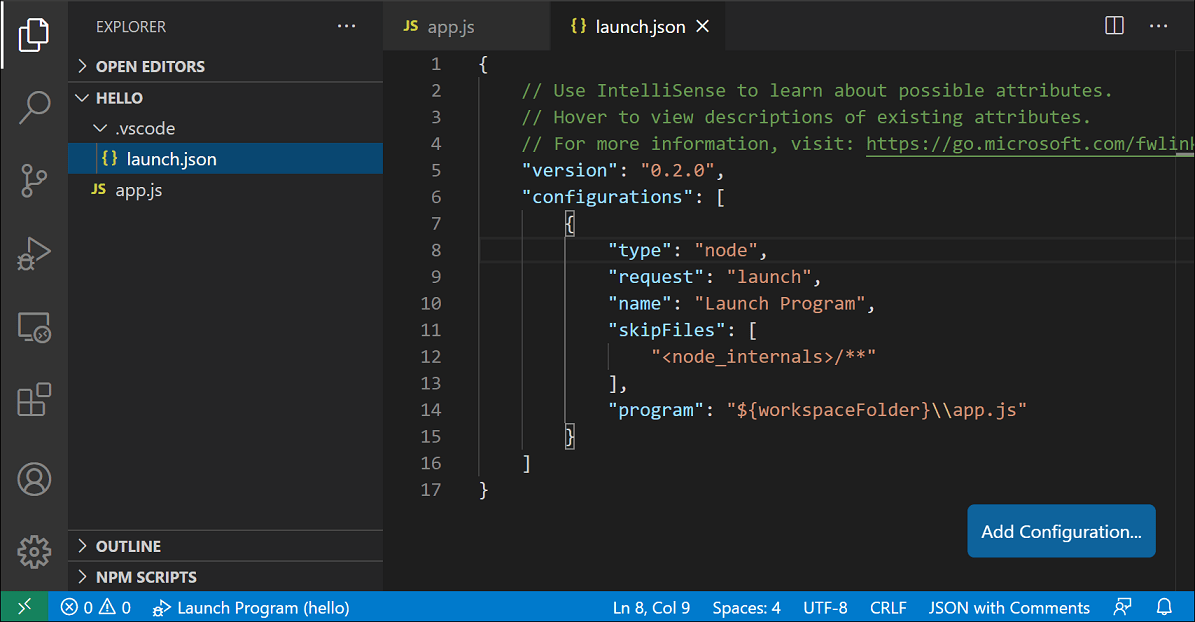 EXPLORER
OPEN EDITORS
HELLO
.vscode
{} launch.json
JS app.js
OUTLINE
NPM SCRIPTS
JS app.js
{} launch.json
1 {
2 // Use IntelliSense to learn about possible attributes.
3 // Hover to view descriptions of existing attributes.
4 // For more information, visit: https://go.microsoft.com/fwlink
5 "version": "0.2.0",
6 "configurations": [
7 {
8 "type": "node",
9 "request": "launch",
10 "name": "Launch Program",
11 "skipFiles": [
12 "<node_internals>/**"
13 ],
14 "program": "${workspaceFolder}\\app.js"
15 }
16 ]
17 }
Add Configuration...
0 0 Launch Program (hello) Ln 8, Col 9 Spaces: 4 UTF-8 CRLF JSON with Comments